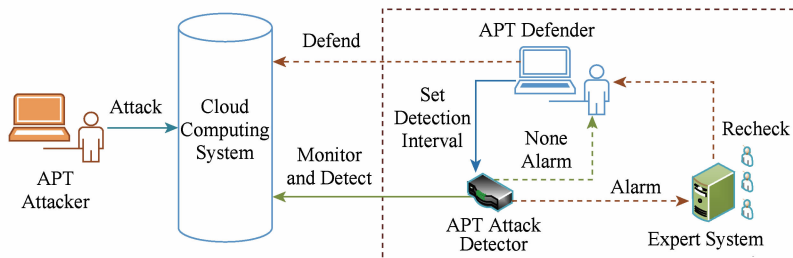 APT Defender
Defend
Attack
Cloud
Computing
System
Set
Detection
Interval
None
Alarm
Recheck
Monitor
and Detect
APT
Attacker
Alarm
APT Attack
Detector
Expert System